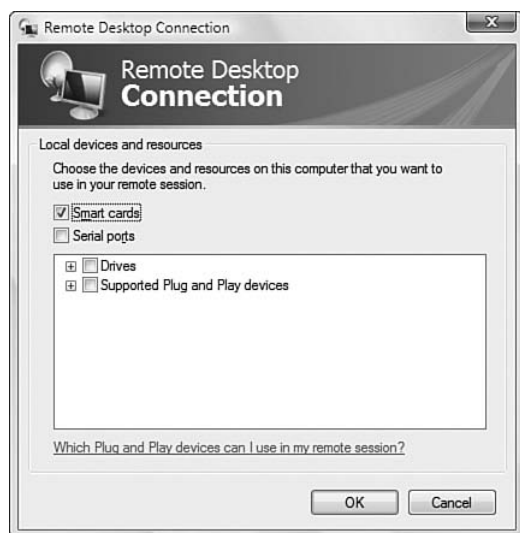 Remote Desktop Connection
X
Remote Desktop
Connection
Local devices and resources
Choose the devices and resources on this computer that you want to
use in your remote session.
Smart cards
Serial ports
Drives
Supported Plug and Play devices
Which Plug and Play devices can I use in my remote session?
OK Cancel